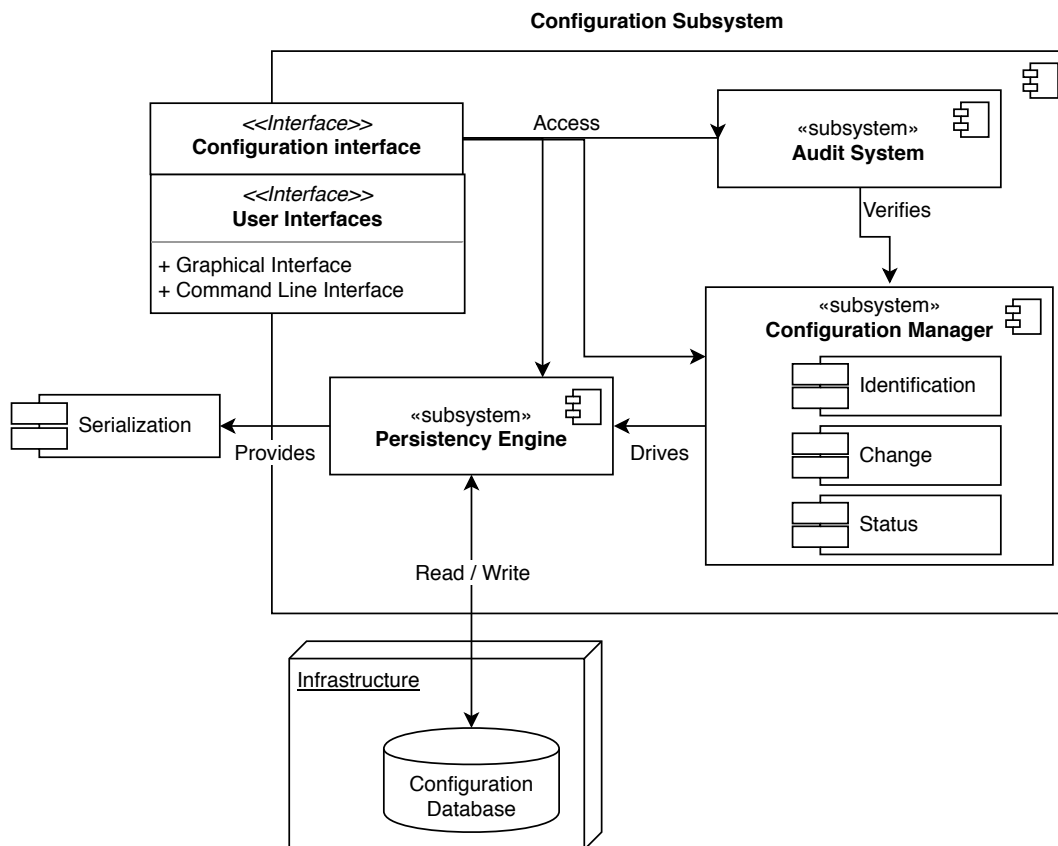 Configuration Subsystem
<<Interface>>
Configuration interface
Access
«subsystem»
Audit System
<<Interface>>
User Interfaces
+ Graphical Interface
+ Command Line Interface
Verifies
«subsystem»
Configuration Manager
Identification
Change
Status
Serialization
Provides
«subsystem»
Persistency Engine
Drives
Read / Write
Infrastructure
Configuration
Database